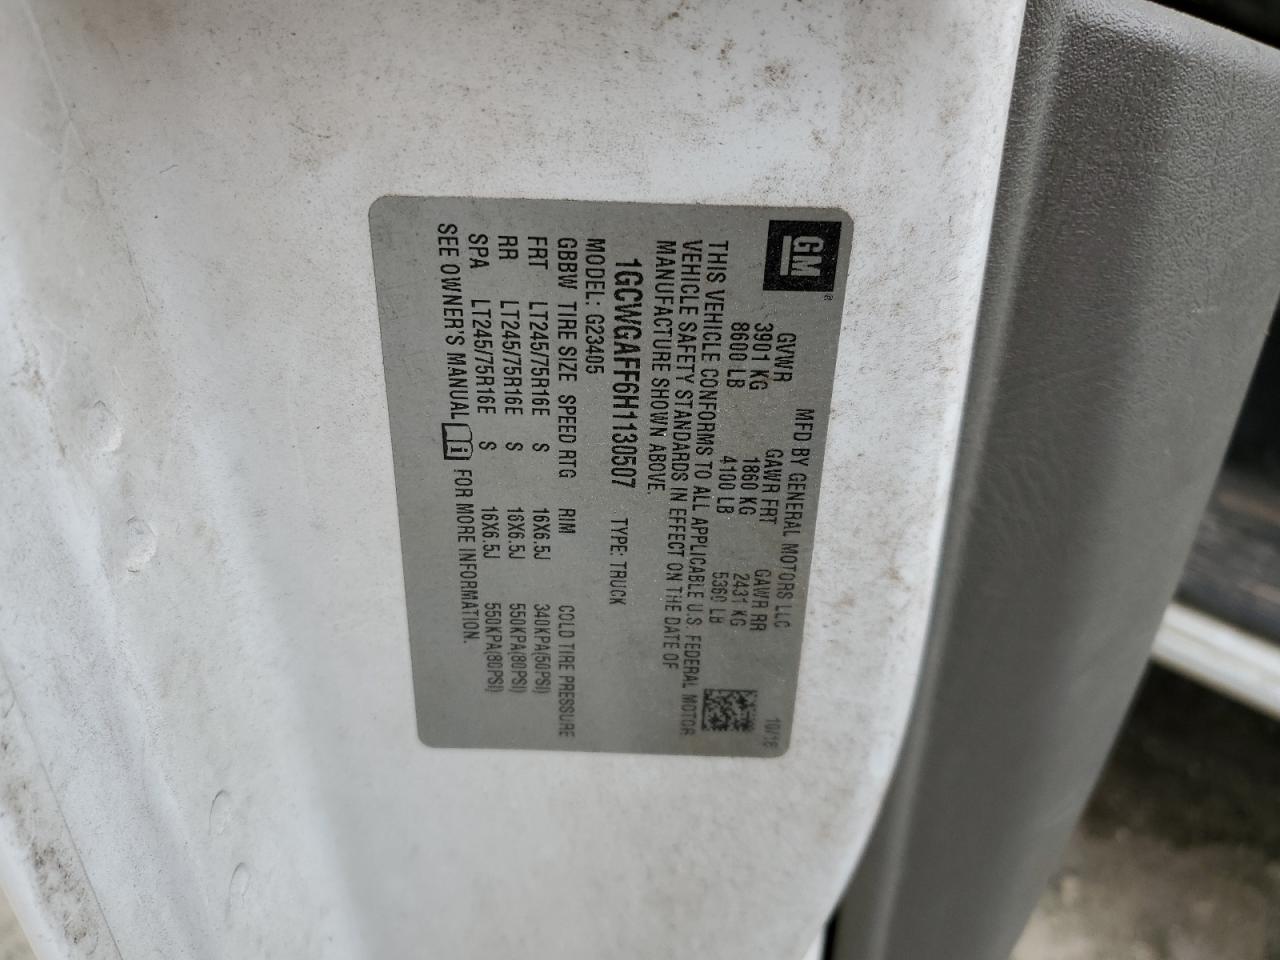 GM
®
MFD BY GENERAL MOTORS LLC 10/16
GVWR GAWR FRT GAWR RR
3901 KG 1860 KG 2431 KG
8600 LB 4100 LB 5360 LB
THIS VEHICLE CONFORMS TO ALL APPLICABLE U.S. FEDERAL MOTOR
VEHICLE SAFETY STANDARDS IN EFFECT ON THE DATE OF
MANUFACTURE SHOWN ABOVE.
1GCWGAFF6H1130507 TYPE: TRUCK
MODEL: G23405
GBBW TIRE SIZE SPEED RTG RIM COLD TIRE PRESSURE
FRT LT245/75R16E S 16X6.5J 340KPA(50PSI)
RR LT245/75R16E S 16X6.5J 550KPA(80PSI)
SPA LT245/75R16E S 16X6.5J 550KPA(80PSI)
SEE OWNER'S MANUAL FOR MORE INFORMATION.